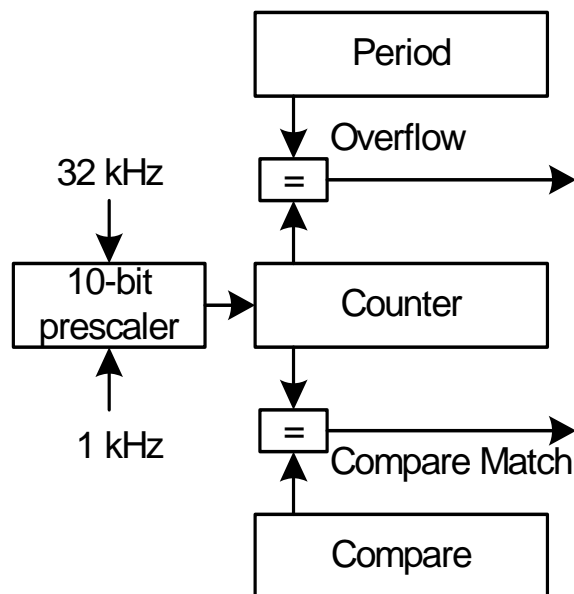 Period
Overflow
=
32 kHz
10-bit
prescaler
Counter
1 kHz
=
Compare Match
Compare